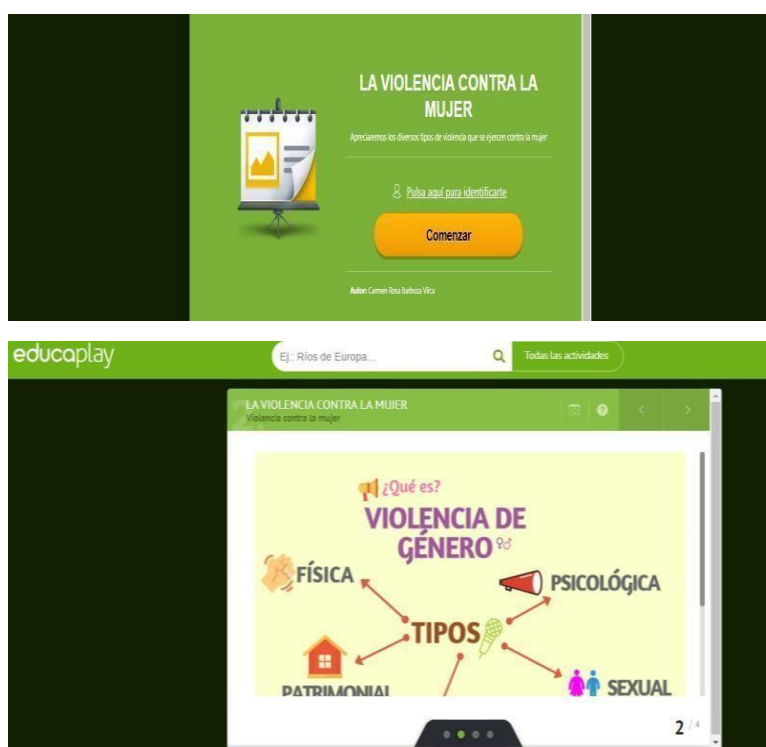 LA VIOLENCIA CONTRA LA
MUJER
Apreciaremos los diversos tipos de violencia que se ejercen contra la mujer
Pulsa aquí para identificarte
Comenzar
Autor: Carmen Rosa Barboza Vilca
educaplay
Ej.: Ríos de Europa...
Todas las actividades
2.
LA VIOLENCIA CONTRA LA MUJER
Violencia contra la mujer
¿Qué es?
VIOLENCIA DE
GÉNERO
FÍSICA
PSICOLÓGICA
TIPOS
PATRIMONIAL
SEXUAL
2 / 4